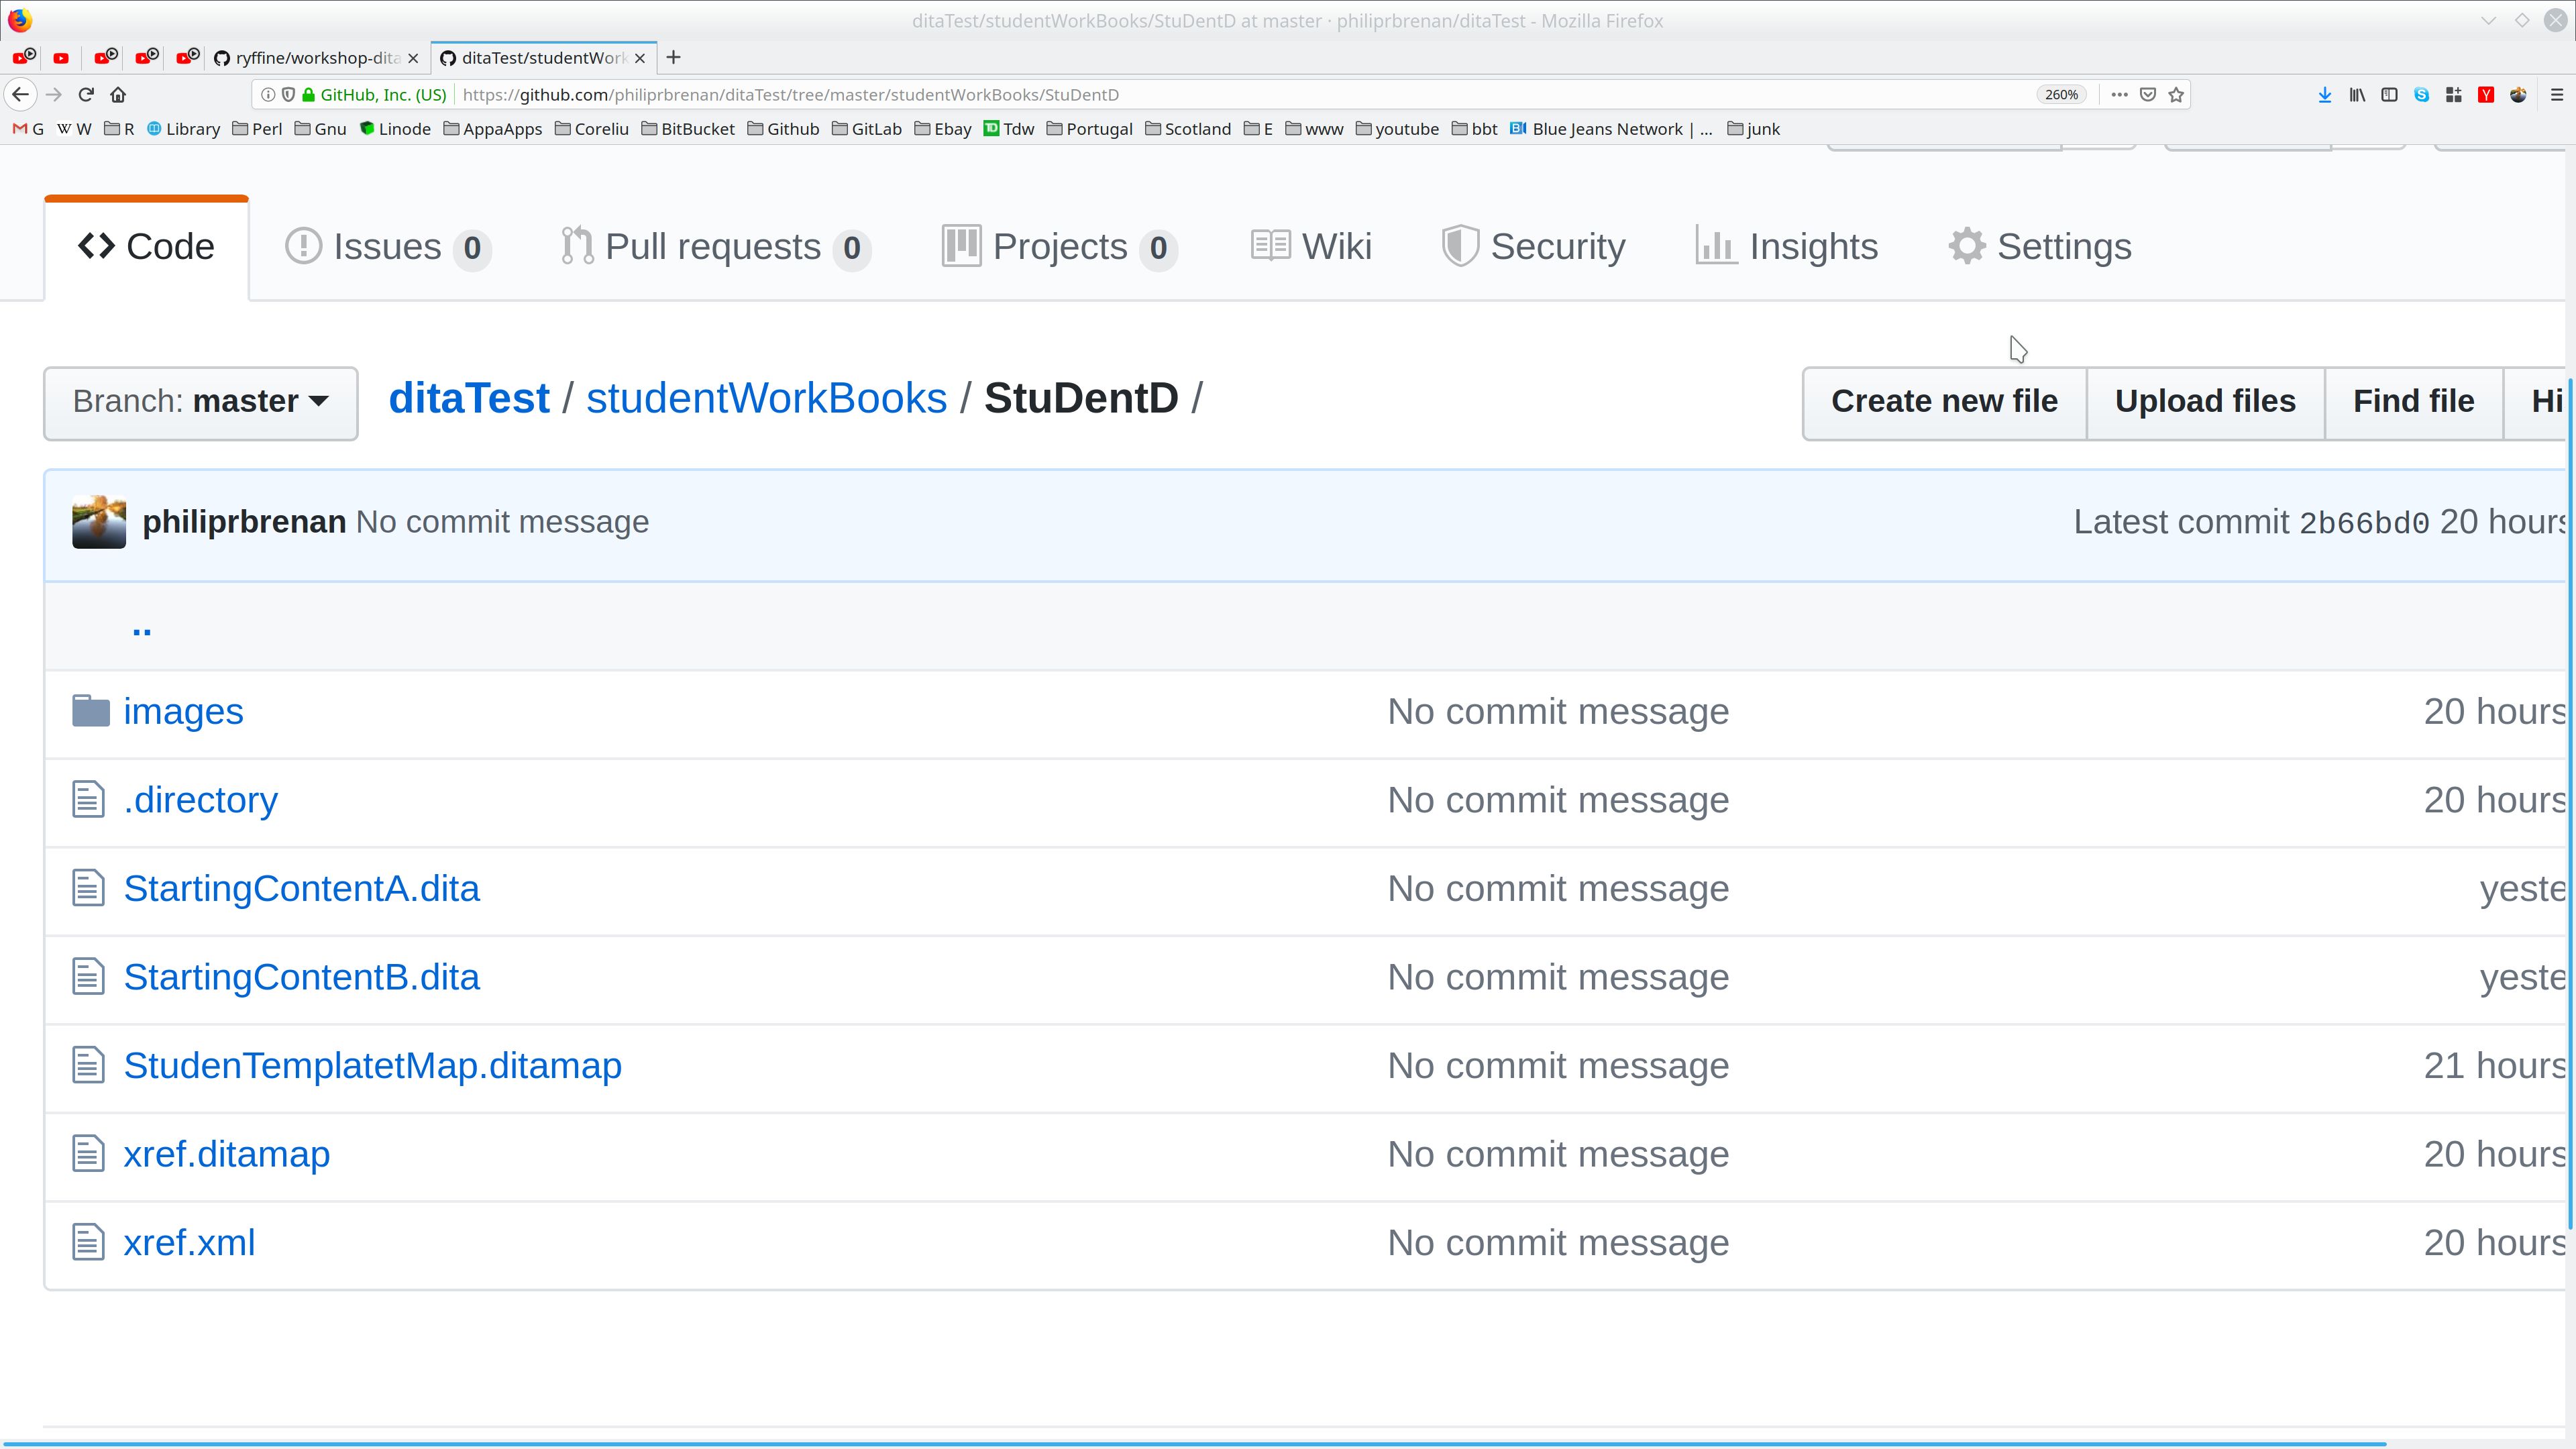 ditaTest/studentWorkBooks/StuDentD at master · philiprbrenan/ditaTest - Mozilla Firefox
ryffine/workshop-dita
ditaTest/studentWork
GitHub, Inc. (US) https://github.com/philiprbrenan/ditaTest/tree/master/studentWorkBooks/StuDentD 260%
G W W R Library Perl Gnu Linode AppaApps Coreliu BitBucket Github GitLab Ebay TD Tdw Portugal Scotland E www youtube bbt Blue Jeans Network | ... junk
Code Issues 0 Pull requests 0 Projects 0 Wiki Security Insights Settings
Branch: master ditaTest / studentWorkBooks / StuDentD / Create new file Upload files Find file Hi
philiprbrenan No commit message Latest commit 2b66bd0 20 hours
..
images No commit message 20 hours
.directory No commit message 20 hours
StartingContentA.dita No commit message yeste
StartingContentB.dita No commit message yeste
StudenTemplatetMap.ditamap No commit message 21 hours
xref.ditamap No commit message 20 hours
xref.xml No commit message 20 hours